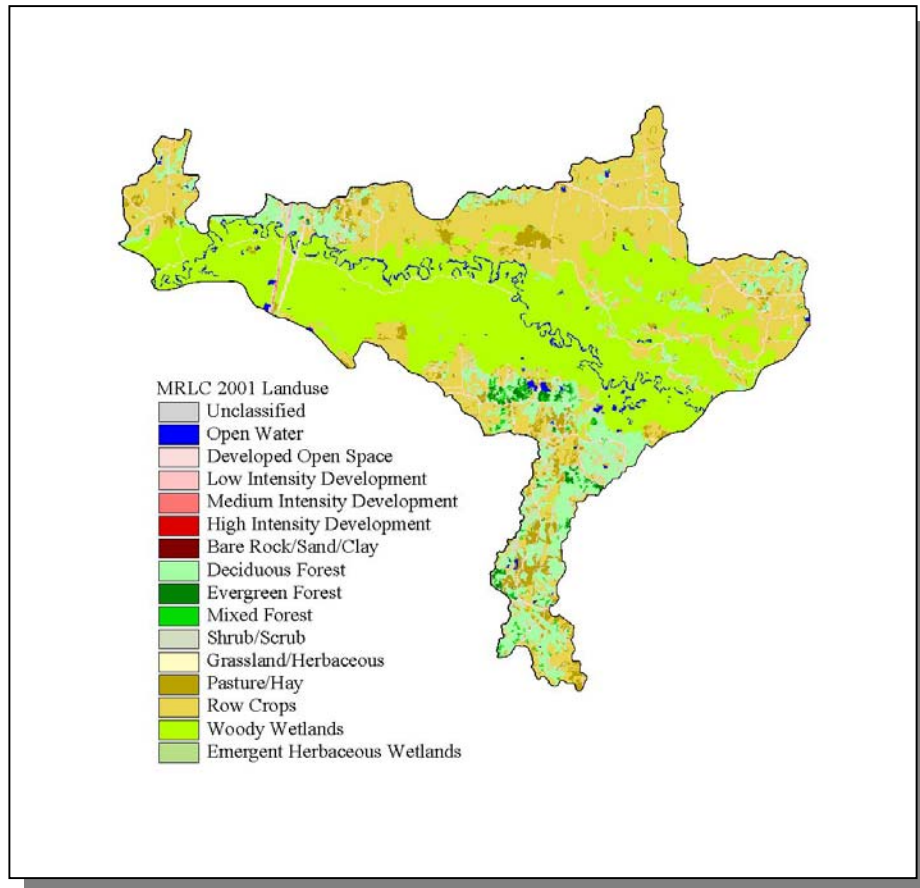 MRLC 2001 Landuse
Unclassified
Open Water
Developed Open Space
Low Intensity Development
Medium Intensity Development
High Intensity Development
Bare Rock/Sand/Clay
Deciduous Forest
Evergreen Forest
Mixed Forest
Shrub/Scrub
Grassland/Herbaceous
Pasture/Hay
Row Crops
Woody Wetlands
Emergent Herbaceous Wetlands